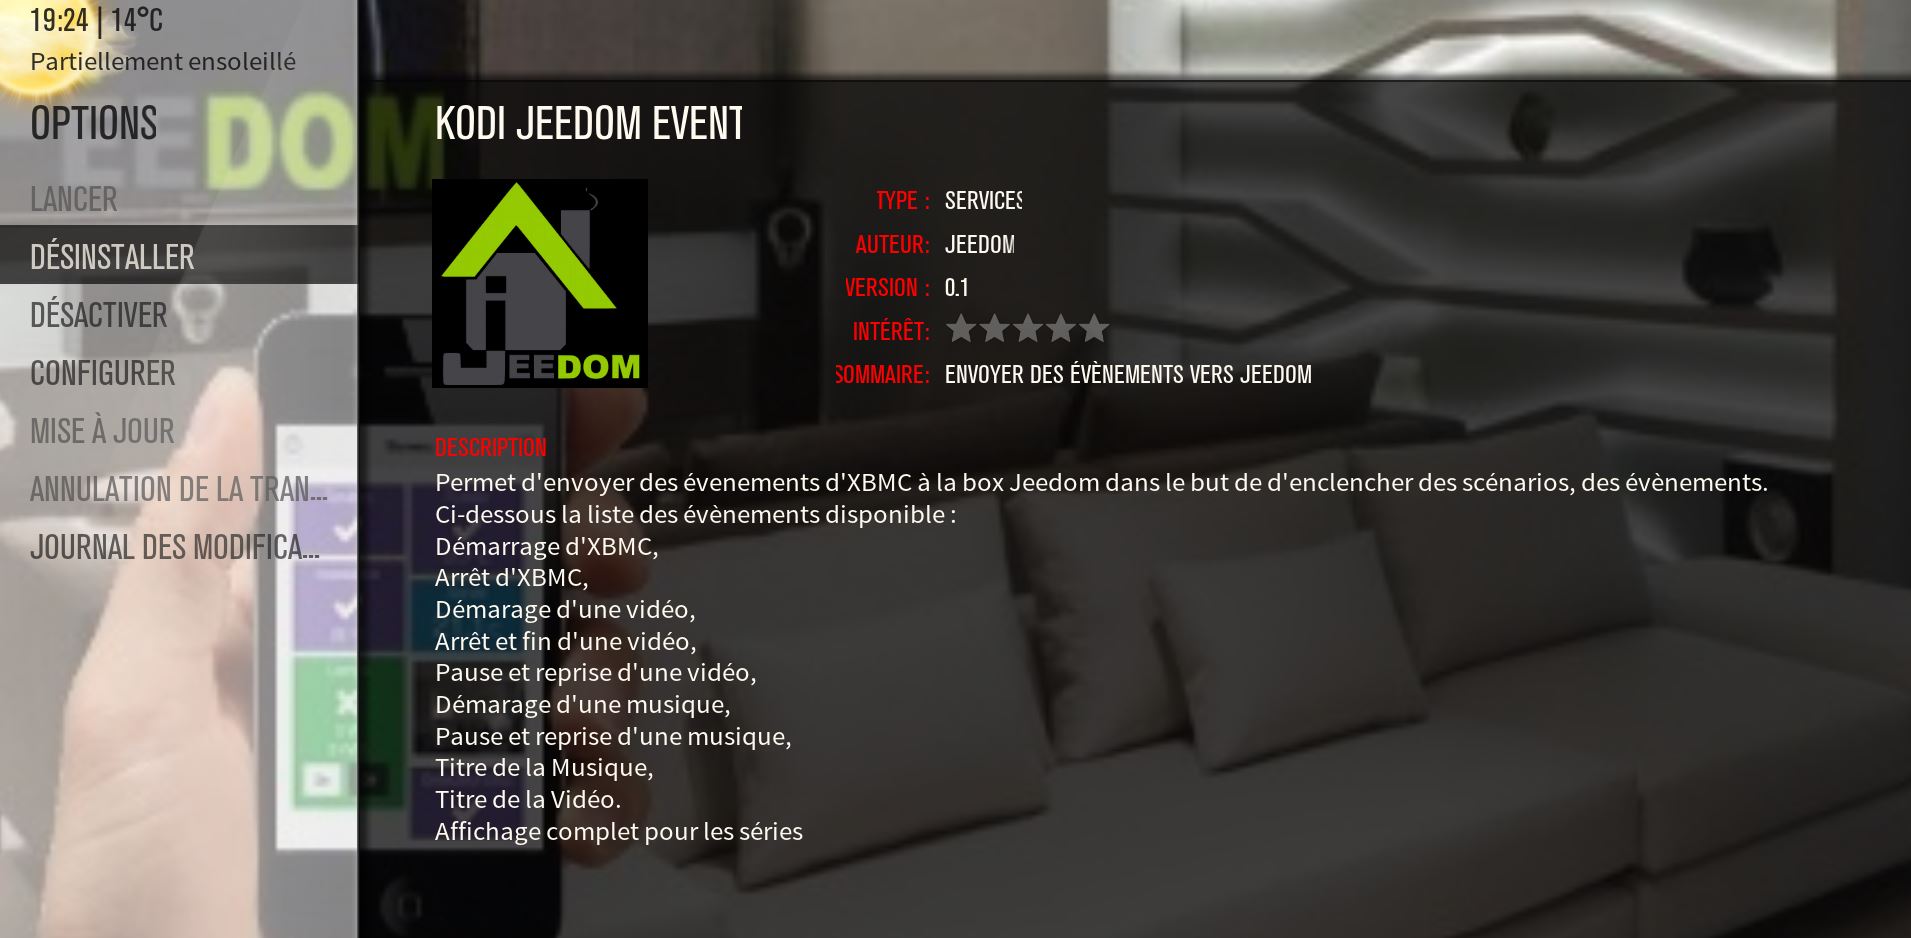 19:24 | 14°C
Partiellement ensoleillé
OPTIONS
LANCER
DÉSINSTALLER
DÉSACTIVER
CONFIGURER
MISE À JOUR
ANNULATION DE LA TRAN...
JOURNAL DES MODIFICA...
EEDOM
KODI JEEDOM EVENT
JEEDOM
TYPE : SERVICES
AUTEUR: JEEDOM
VERSION : 0.1
INTÉRÊT:
SOMMAIRE: ENVOYER DES ÉVÈNEMENTS VERS JEEDOM
DESCRIPTION
Permet d'envoyer des évenements d'XBMC à la box Jeedom dans le but de d'enclencher des scénarios, des évènements.
Ci-dessous la liste des évènements disponible :
Démarrage d'XBMC,
Arrêt d'XBMC,
Démarage d'une vidéo,
Arrêt et fin d'une vidéo,
Pause et reprise d'une vidéo,
Démarage d'une musique,
Pause et reprise d'une musique,
Titre de la Musique,
Titre de la Vidéo.
Affichage complet pour les séries